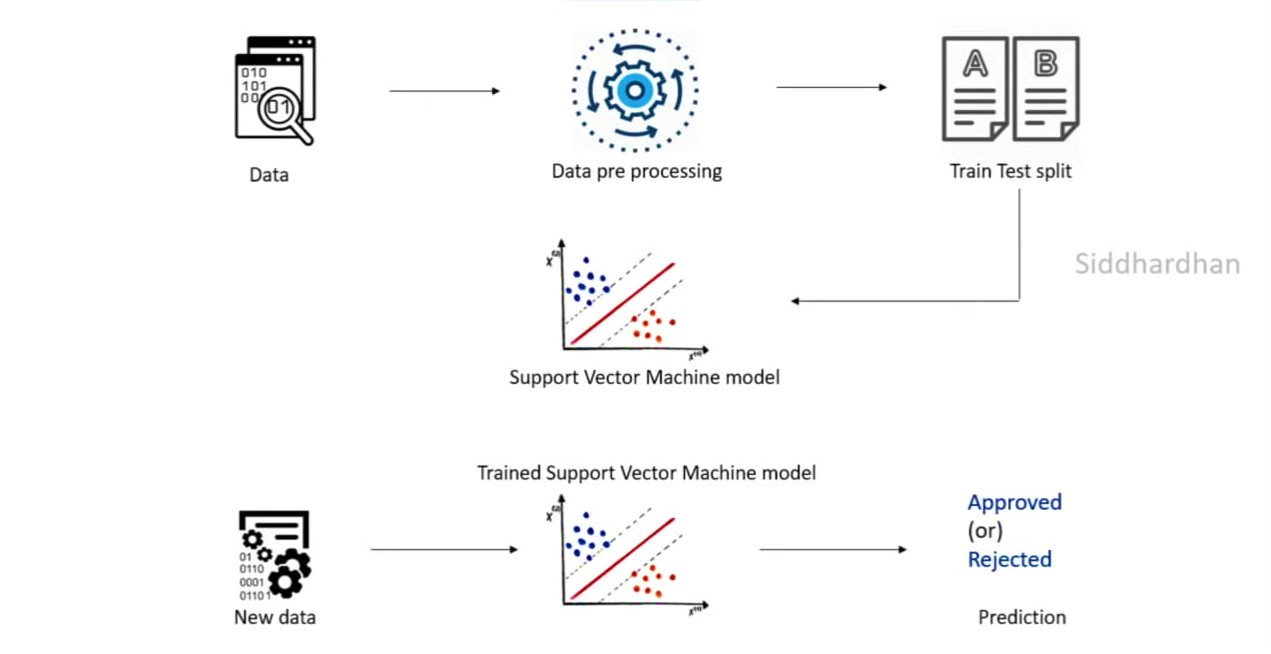 010
101
00
01
A
B
Data
Data pre processing
Train Test split
Siddhardhan
Support Vector Machine model
Trained Support Vector Machine model
Approved
(or)
Rejected
01
0110
0001
01101
New data
Prediction